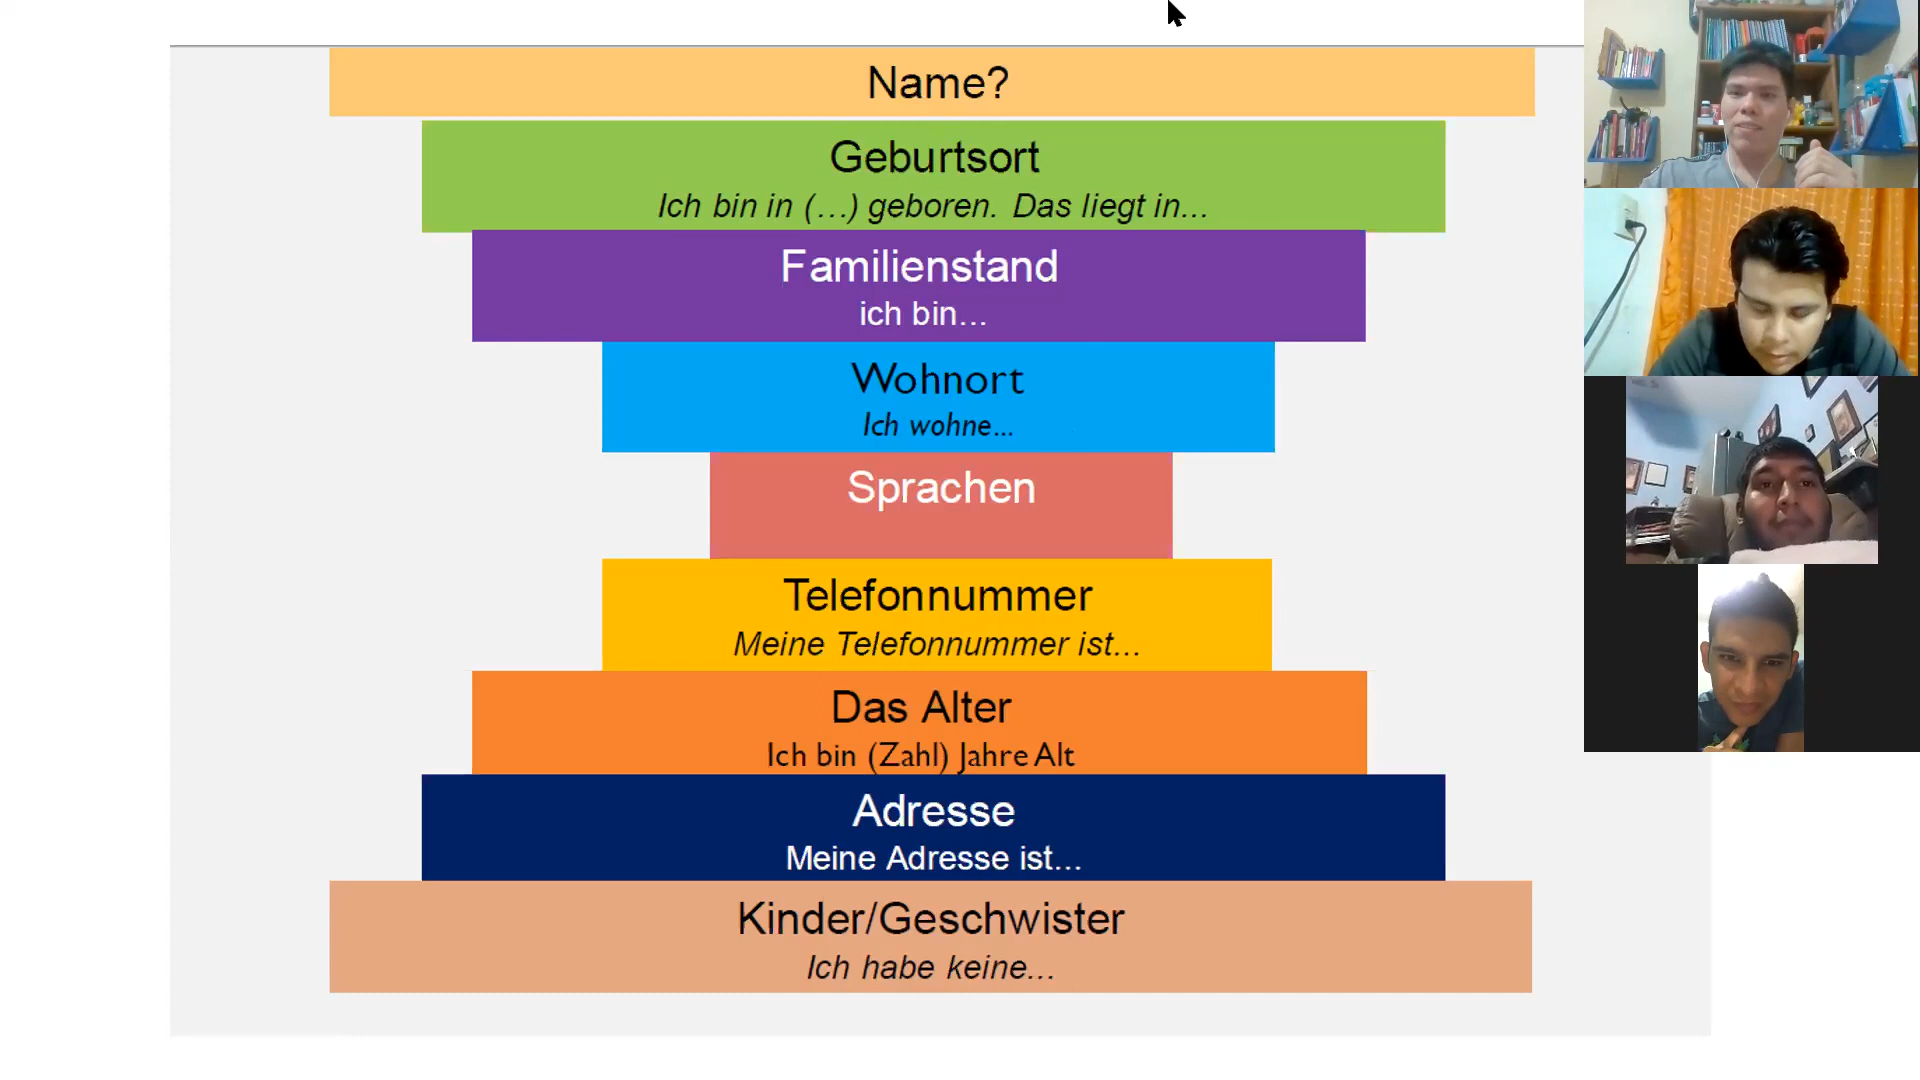 Name?
Geburtsort
Ich bin in (...) geboren. Das liegt in...
Familienstand
ich bin...
Wohnort
Ich wohne...
Sprachen
Telefonnummer
Meine Telefonnummer ist...
Das Alter
Ich bin (Zahl) Jahre Alt
Adresse
Meine Adresse ist...
Kinder/Geschwister
Ich habe keine...